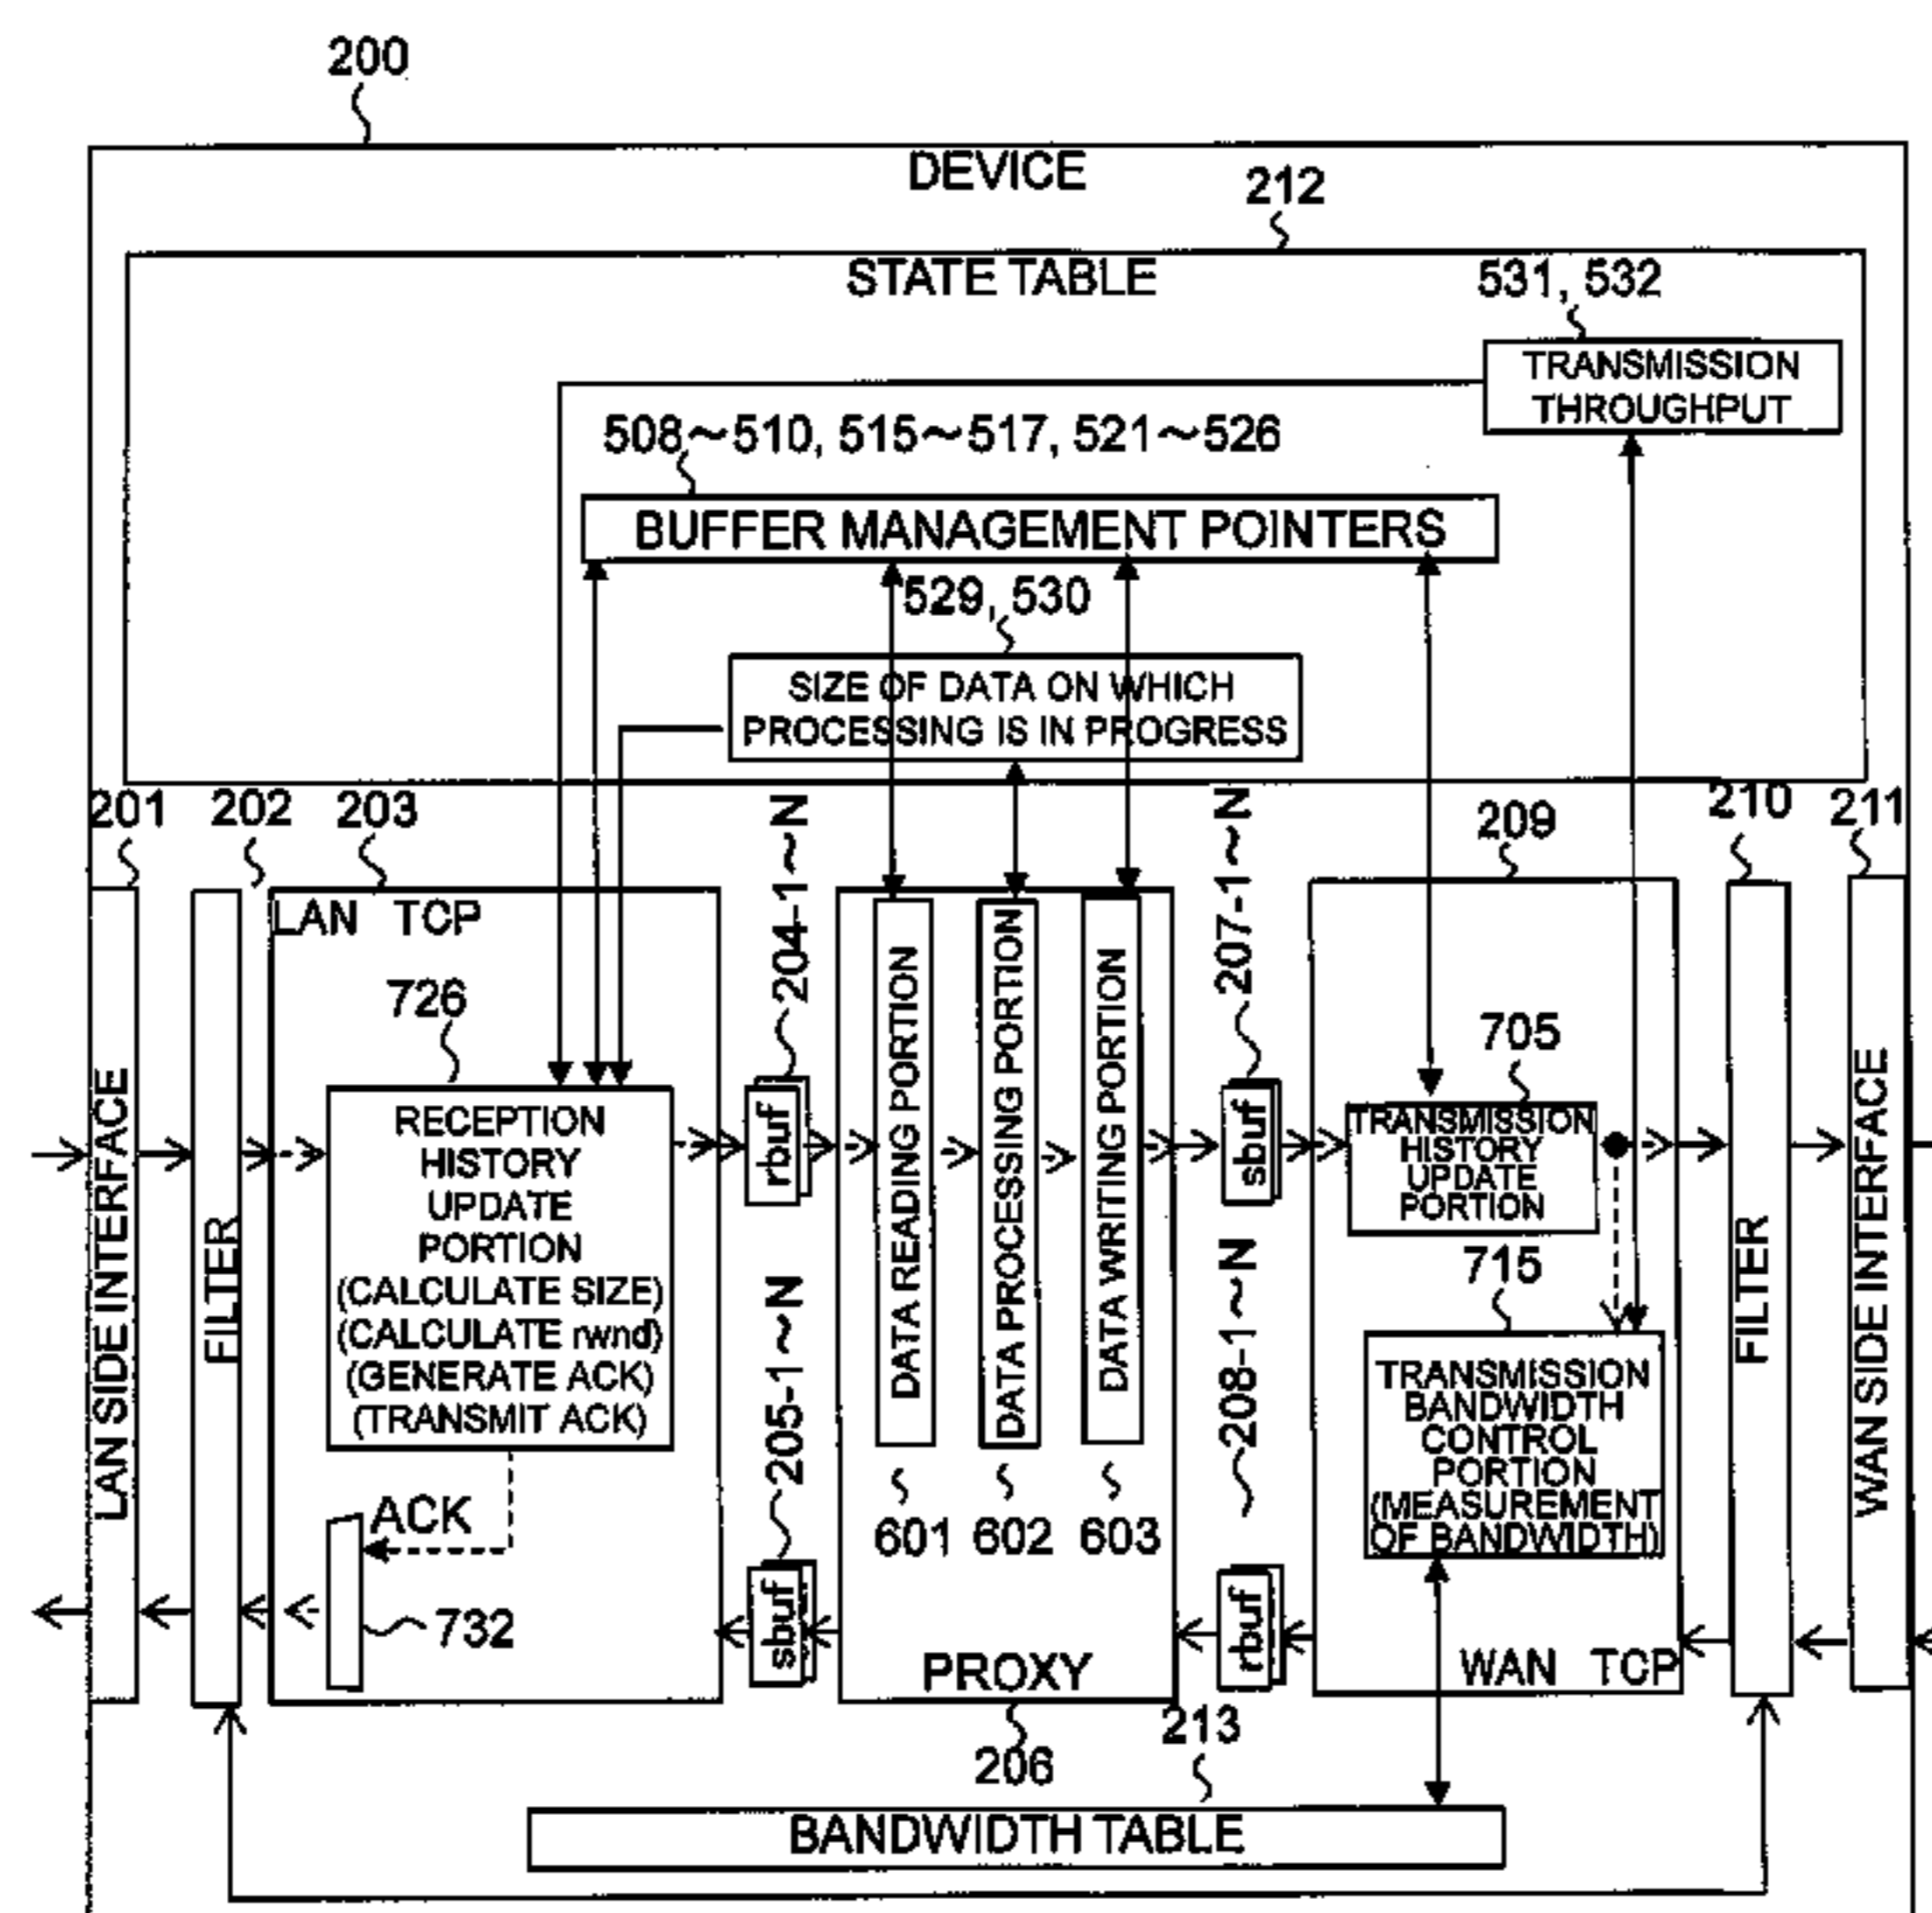 200
DEVICE
212
STATE TABLE
531, 532
TRANSMISSION
THROUGHPUT
508~510, 515~517, 521~526
BUFFER MANAGEMENT POINTERS
529, 530
SIZE OF DATA ON WHICH
PROCESSING IS IN PROGRESS
201
202
203
204-1~N
207-1~N
209
210
211
LAN SIDE INTERFACE
FILTER
LAN TCP
726
RECEPTION
HISTORY
UPDATE
PORTION
(CALCULATE SIZE)
(CALCULATE rwnd)
(GENERATE ACK)
(TRANSMIT ACK)
ACK
732
rbuf
205-1~N
sbuf
DATA READING PORTION
DATA PROCESSING PORTION
DATA WRITING PORTION
601
602
603
PROXY
206
sbuf
208-1~N
rbuf
705
TRANSMISSION
HISTORY
UPDATE
PORTION
715
TRANSMISSION
BANDWIDTH
CONTROL
PORTION
(MEASUREMENT
OF BANDWIDTH)
WAN TCP
FILTER
WAN SIDE INTERFACE
213
BANDWIDTH TABLE